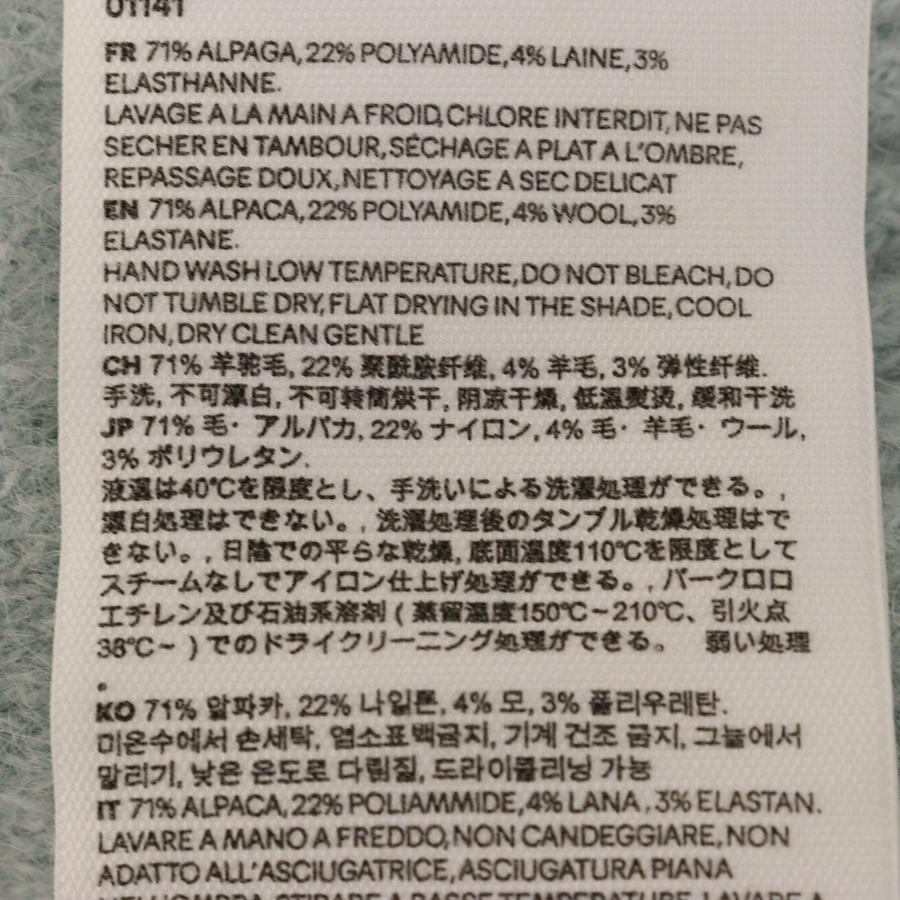 01141
FR 71% ALPAGA, 22% POLYAMIDE, 4% LAINE, 3%
ELASTHANNE.
LAVAGE A LA MAIN A FROID, CHLORE INTERDIT, NE PAS
SECHER EN TAMBOUR, SÉCHAGE A PLAT A L'OMBRE,
REPASSAGE DOUX, NETTOYAGE A SEC DELICAT
EN 71% ALPACA, 22% POLYAMIDE, 4% WOOL, 3%
ELASTANE.
HAND WASH LOW TEMPERATURE, DO NOT BLEACH, DO
NOT TUMBLE DRY, FLAT DRYING IN THE SHADE, COOL
IRON, DRY CLEAN GENTLE
CH 71% 羊驼毛, 22% 聚酰胺纤维, 4% 羊毛, 3% 弹性纤维.
手洗, 不可漂白, 不可转筒烘干, 阴凉干燥, 低温熨烫, 缓和干洗
JP 71% 毛・ アルパカ, 22% ナイロン, 4% 毛・ 羊毛・ ウール,
3% ポリウレタン.
液温は40℃を限度とし、手洗いによる洗濯処理ができる。,
漂白処理はできない。, 洗濯処理後のタンブル乾燥処理はで
きない。, 日陰での平らな乾燥, 底面温度110℃を限度として
スチームなしでアイロン仕上げ処理ができる。, パークロロ
エチレン及び石油系溶剤 ( 蒸留温度150℃~210℃、引火点
38℃~ ) でのドライクリーニング処理ができる。 弱い処理
。
KO 71% 알파카, 22% 나일론, 4% 모, 3% 폴리우레탄.
미온수에서 손세탁, 염소표백금지, 기계 건조 금지, 그늘에서
말리기, 낮은 온도로 다림질, 드라이클리닝 가능
IT 71% ALPACA, 22% POLIAMMIDE, 4% LANA, 3% ELASTAN.
LAVARE A MANO A FREDDO, NON CANDEGGIARE, NON
ADATTO ALL'ASCIUGATRICE, ASCIUGATURA PIANA